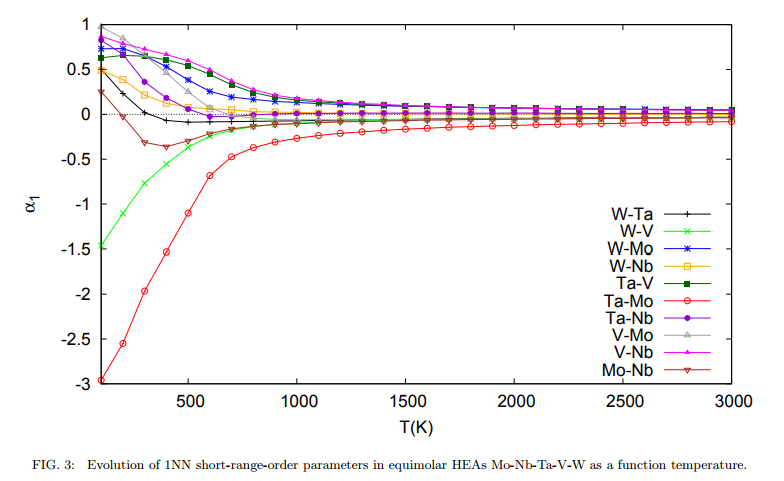 1
0.5
0
-0.5
-1
-1.5
-2
-2.5
-3
α1
W-Ta
W-V
W-Mo
W-Nb
Ta-V
Ta-Mo
Ta-Nb
V-Mo
V-Nb
Mo-Nb
500 1000 1500 2000 2500 3000
T(K)
FIG. 3: Evolution of 1NN short-range-order parameters in equimolar HEAs Mo-Nb-Ta-V-W as a function temperature.